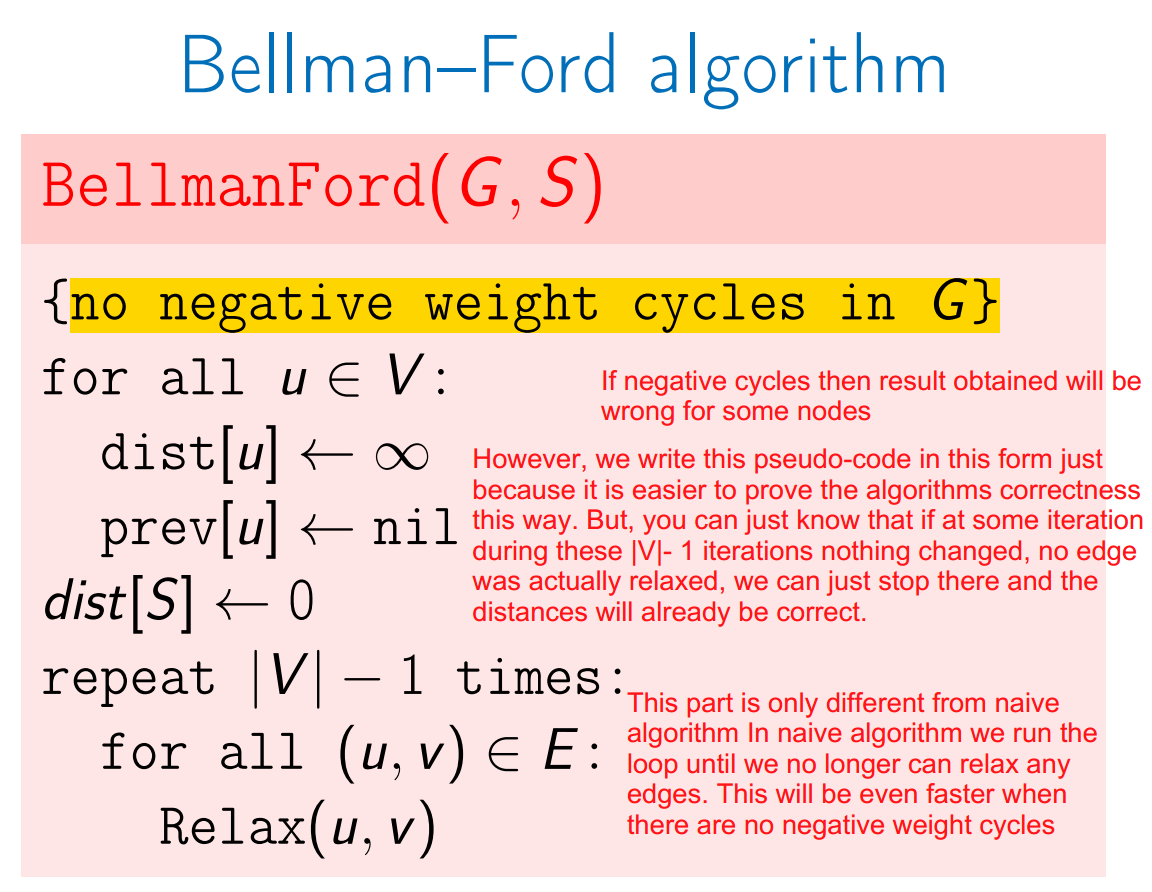 Bellman–Ford algorithm
BellmanFord(G, S)
{no negative weight cycles in G}
for all u ∈ V:
If negative cycles then result obtained will be
wrong for some nodes
dist[u] ← ∞
prev[u] ← nil
However, we write this pseudo-code in this form just
because it is easier to prove the algorithms correctness
this way. But, you can just know that if at some iteration
during these |V|- 1 iterations nothing changed, no edge
was actually relaxed, we can just stop there and the
distances will already be correct.
dist[S] ← 0
repeat |V| − 1 times:
for all (u, v) ∈ E:
Relax(u, v)
This part is only different from naive
algorithm In naive algorithm we run the
loop until we no longer can relax any
edges. This will be even faster when
there are no negative weight cycles